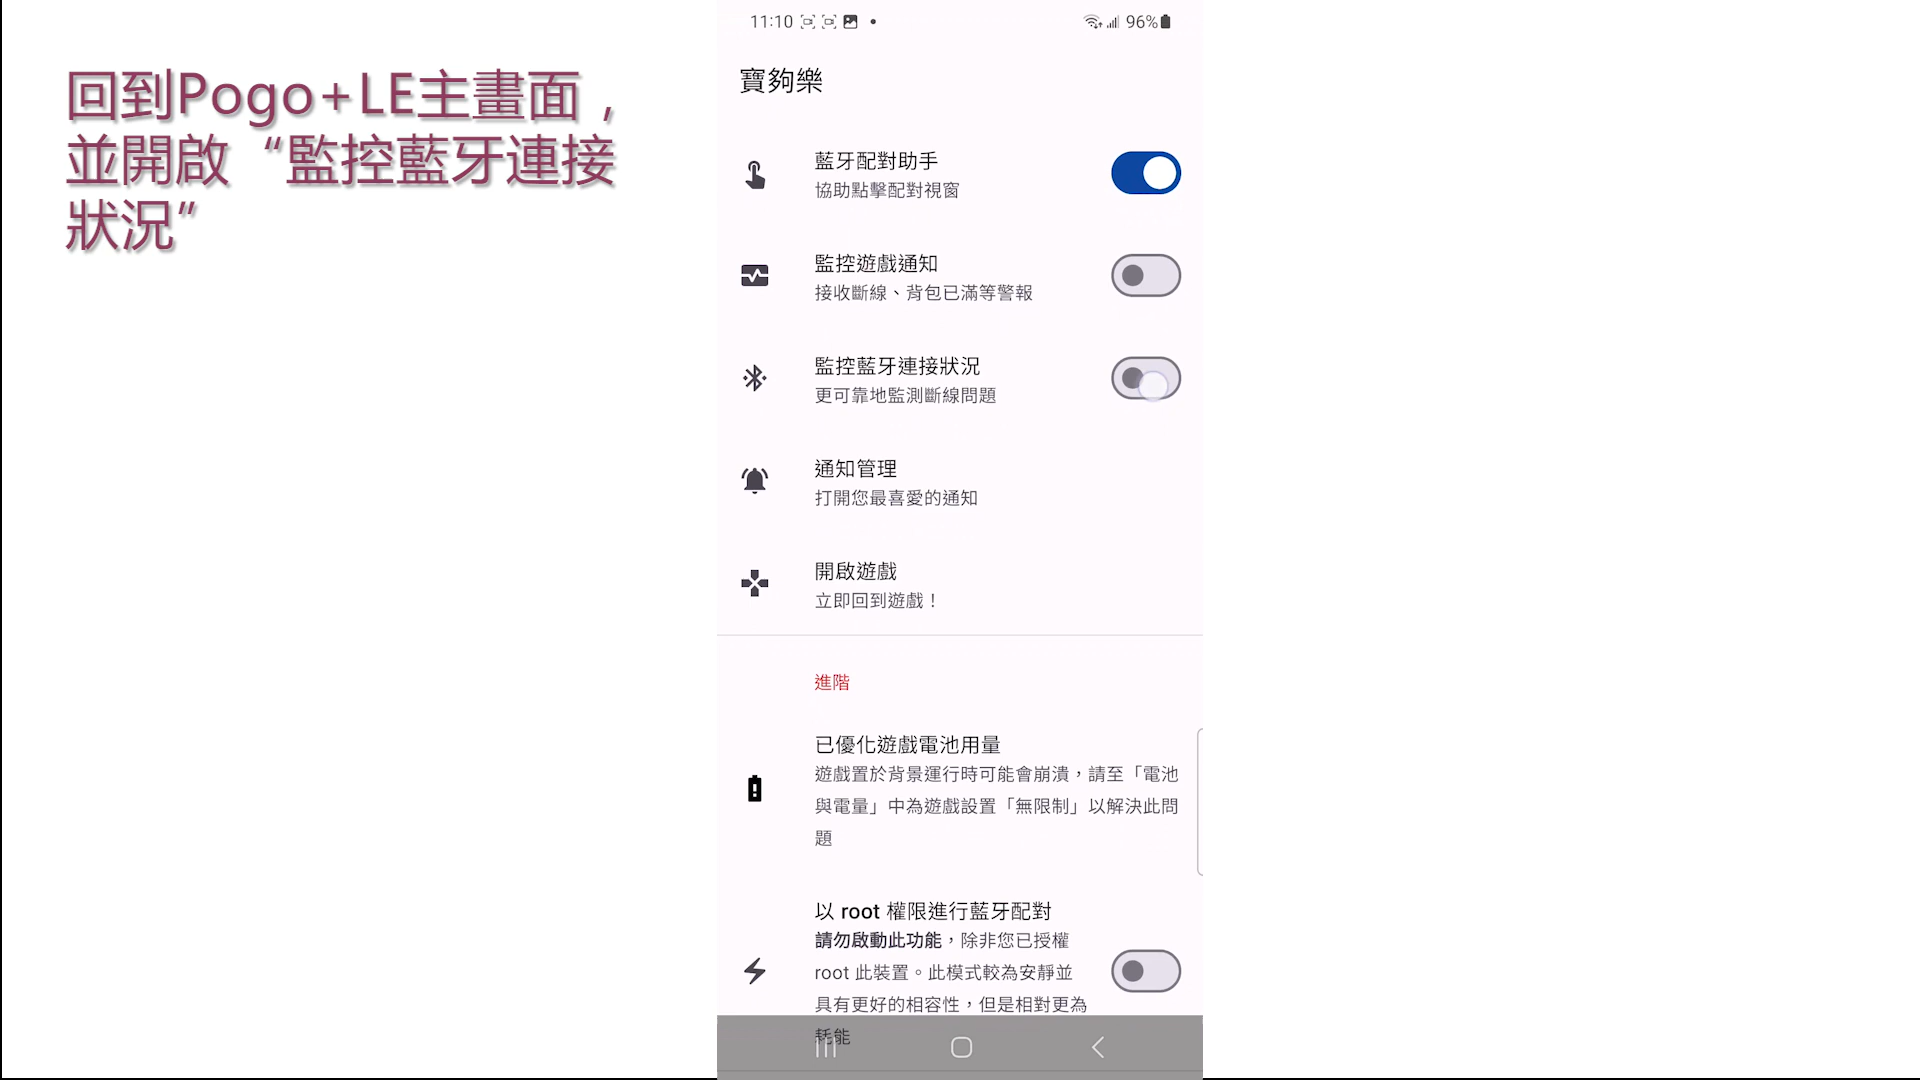 回到Pogo+LE主畫面，
並開啟“監控藍牙連接
狀況”
11:10
96%
寶夠樂
藍牙配對助手
協助點擊配對視窗
監控遊戲通知
接收斷線、背包已滿等警報
監控藍牙連接狀況
更可靠地監測斷線問題
通知管理
打開您最喜愛的通知
開啟遊戲
立即回到遊戲！
進階
已優化遊戲電池用量
遊戲置於背景運行時可能會崩潰，請至「電池
與電量」中為遊戲設置「無限制」以解決此問
題
以 root 權限進行藍牙配對
請勿啟動此功能，除非您已授權
root 此裝置。此模式較為安靜並
具有更好的相容性，但是相對更為
耗能